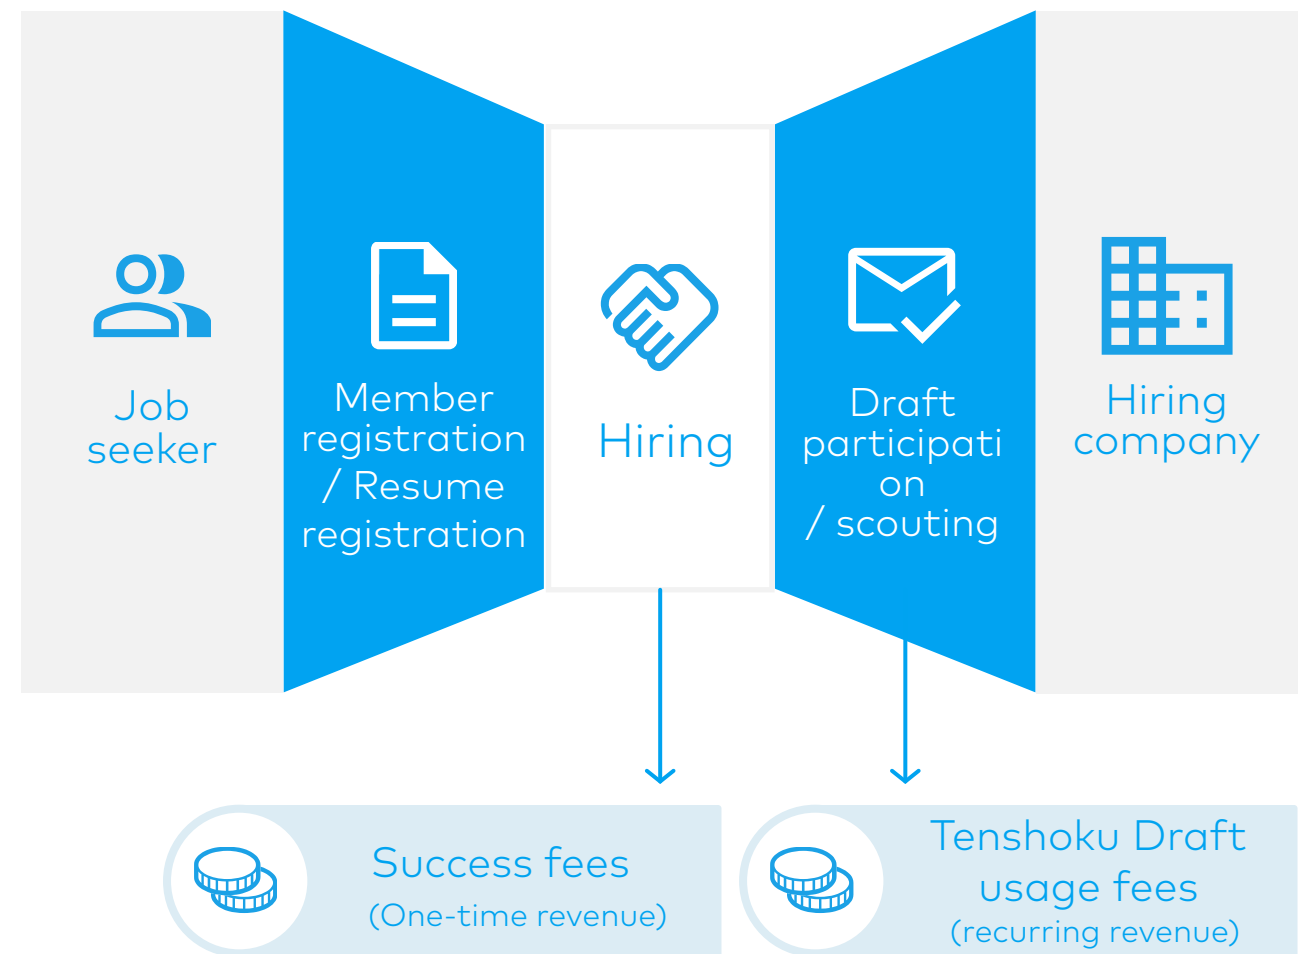 Job
seeker
Member
registration
/ Resume
registration
Hiring
Draft
participati
on
/ scouting
Hiring
company
Success fees
(One-time revenue)
Tenshoku Draft
usage fees
(recurring revenue)